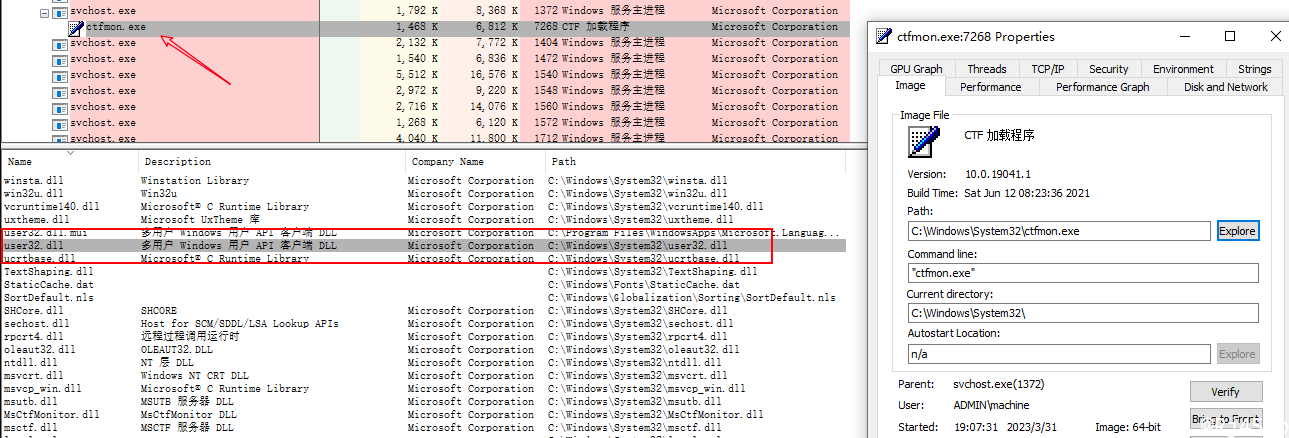 svchost.exe 1,792 K 8,368 K 1372 Windows 服务主进程 Microsoft Corporation
ctfmon.exe 1,468 K 6,812 K 7268 CTF 加载程序 Microsoft Corporation
svchost.exe 2,132 K 7,772 K 1404 Windows 服务主进程 Microsoft Corporation
svchost.exe 1,540 K 6,836 K 1472 Windows 服务主进程 Microsoft Corporation
svchost.exe 5,512 K 16,576 K 1540 Windows 服务主进程 Microsoft Corporation
svchost.exe 2,972 K 9,220 K 1548 Windows 服务主进程 Microsoft Corporation
svchost.exe 2,716 K 14,076 K 1560 Windows 服务主进程 Microsoft Corporation
svchost.exe 1,268 K 6,120 K 1572 Windows 服务主进程 Microsoft Corporation
svchost.exe 4,040 K 11,800 K 1712 Windows 服务主进程 Microsoft Corporation
Name Description Company Name Path
winsta.dll Winstation Library Microsoft Corporation C:\Windows\System32\winsta.dll
win32u.dll Win32u Microsoft Corporation C:\Windows\System32\win32u.dll
vcruntime140.dll Microsoft® C Runtime Library Microsoft Corporation C:\Windows\System32\vcruntime140.dll
uxtheme.dll Microsoft UxTheme 库 Microsoft Corporation C:\Windows\System32\uxtheme.dll
user32.dll.mui 多用户 Windows 用户 API 客户端 DLL Microsoft Corporation C:\Program Files\WindowsApps\Microsoft.Languag...
user32.dll 多用户 Windows 用户 API 客户端 DLL Microsoft Corporation C:\Windows\System32\user32.dll
ucrtbase.dll Microsoft® C Runtime Library Microsoft Corporation C:\Windows\System32\ucrtbase.dll
TextShaping.dll C:\Windows\System32\TextShaping.dll
StaticCache.dat C:\Windows\Fonts\StaticCache.dat
SortDefault.nls C:\Windows\Globalization\Sorting\SortDefault.nls
SHCore.dll SHCORE Microsoft Corporation C:\Windows\System32\SHCore.dll
sechost.dll Host for SCM/SDDL/LSA Lookup APIs Microsoft Corporation C:\Windows\System32\sechost.dll
rpcrt4.dll 远程过程调用运行时 Microsoft Corporation C:\Windows\System32\rpcrt4.dll
oleaut32.dll OLEAUT32.DLL Microsoft Corporation C:\Windows\System32\oleaut32.dll
ntdll.dll NT 层 DLL Microsoft Corporation C:\Windows\System32\ntdll.dll
msvcrt.dll Windows NT CRT DLL Microsoft Corporation C:\Windows\System32\msvcrt.dll
msvcp_win.dll Microsoft® C Runtime Library Microsoft Corporation C:\Windows\System32\msvcp_win.dll
msutb.dll MSUTB 服务器 DLL Microsoft Corporation C:\Windows\System32\msutb.dll
MsCtfMonitor.dll MsCtfMonitor DLL Microsoft Corporation C:\Windows\System32\MsCtfMonitor.dll
msctf.dll MSCTF 服务器 DLL Microsoft Corporation C:\Windows\System32\msctf.dll
ctfmon.exe:7268 Properties
GPU Graph Threads TCP/IP Security Environment Strings
Image Performance Performance Graph Disk and Network
Image File
CTF 加载程序
Version: 10.0.19041.1
Build Time: Sat Jun 12 08:23:36 2021
Path:
C:\Windows\System32\ctfmon.exe Explore
Command line:
"ctfmon.exe"
Current directory:
C:\Windows\System32\
Autostart Location:
n/a Explore
Parent: svchost.exe(1372) Verify
User: ADMIN\machine
Bring to Front
Started: 19:07:31 2023/3/31 Image: 64-bit